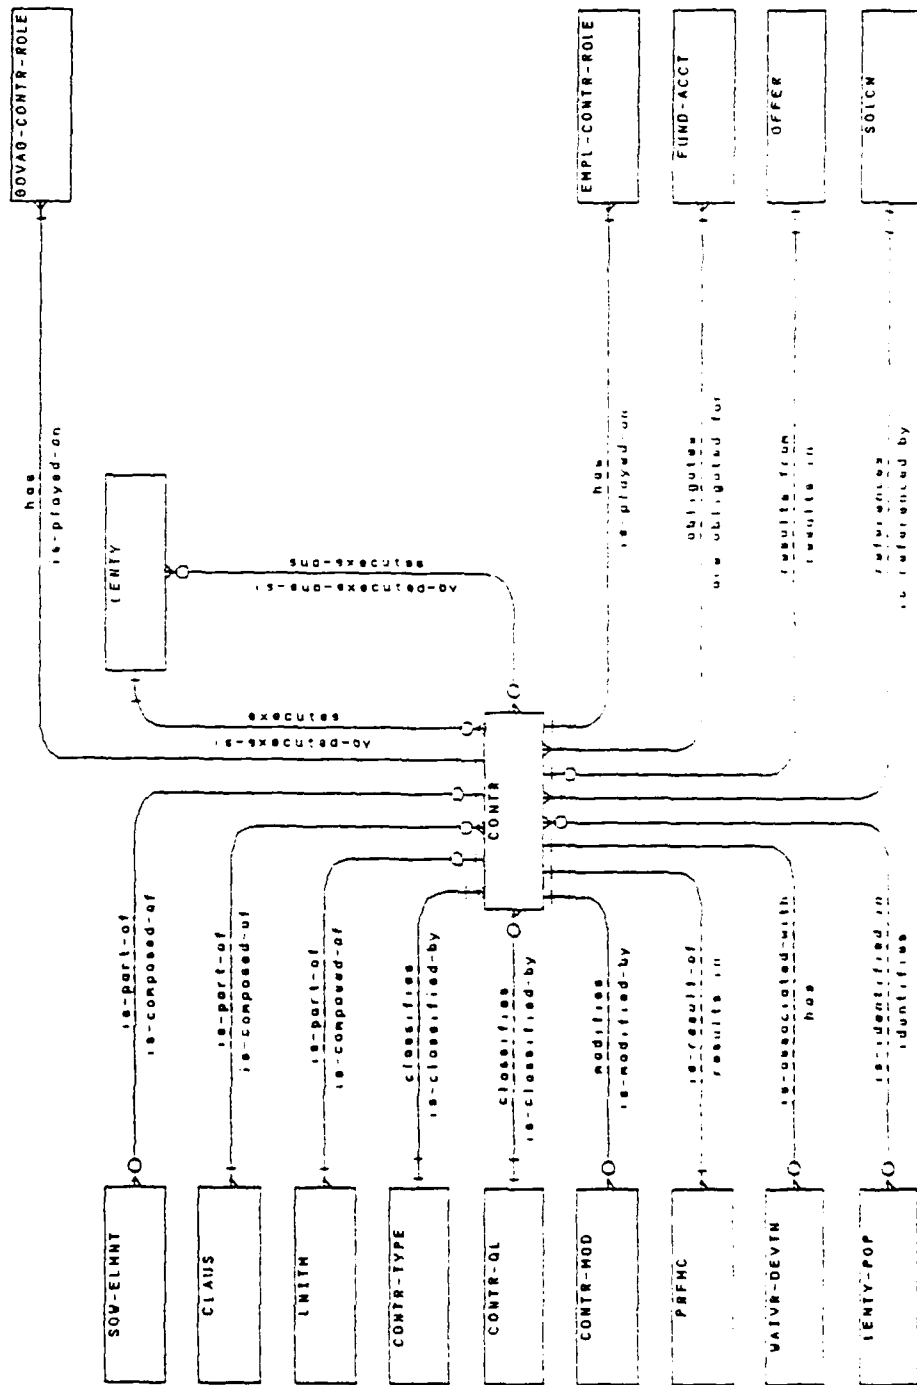 GOVAO-CONTR-ROLE
EMPL-CONTR-ROLE
FUND-ACCT
OFFER
SOLCN
has
is-played-on
IENTY
sub-executes
is-sub-executed-by
executes
is-executed-by
has
is-played-on
obligates
are obligated for
results from
results in
references
is referenced by
CONTR
is-part-of
is-composed-of
is-part-of
is-composed-of
is-part-of
is-composed-of
classifies
is-classified-by
classifies
is-classified-by
modifies
is-modified-by
is-result-of
results in
is-associated-with
has
is-identified in
identifies
SOW-ELMNT
CLAUS
LNITM
CONTR-TYPE
CONTR-QL
CONTR-MOD
PRFMC
WAIVR-DEVTN
IENTY-POP